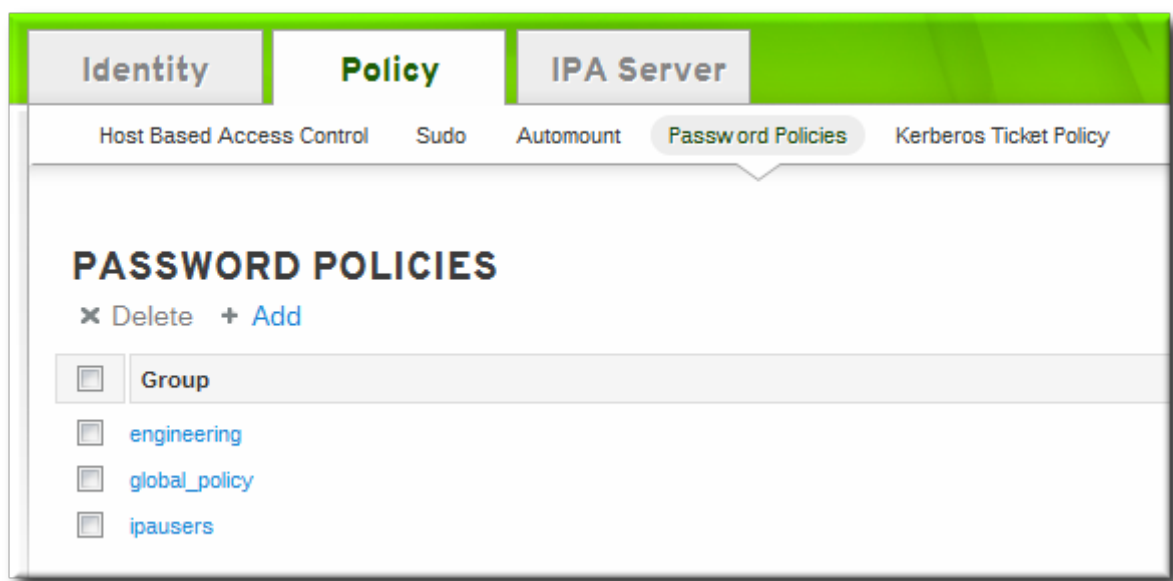 Identity Policy IPA Server
Host Based Access Control Sudo Automount Password Policies Kerberos Ticket Policy
PASSWORD POLICIES
Delete Add
Group
engineering
global_policy
ipausers